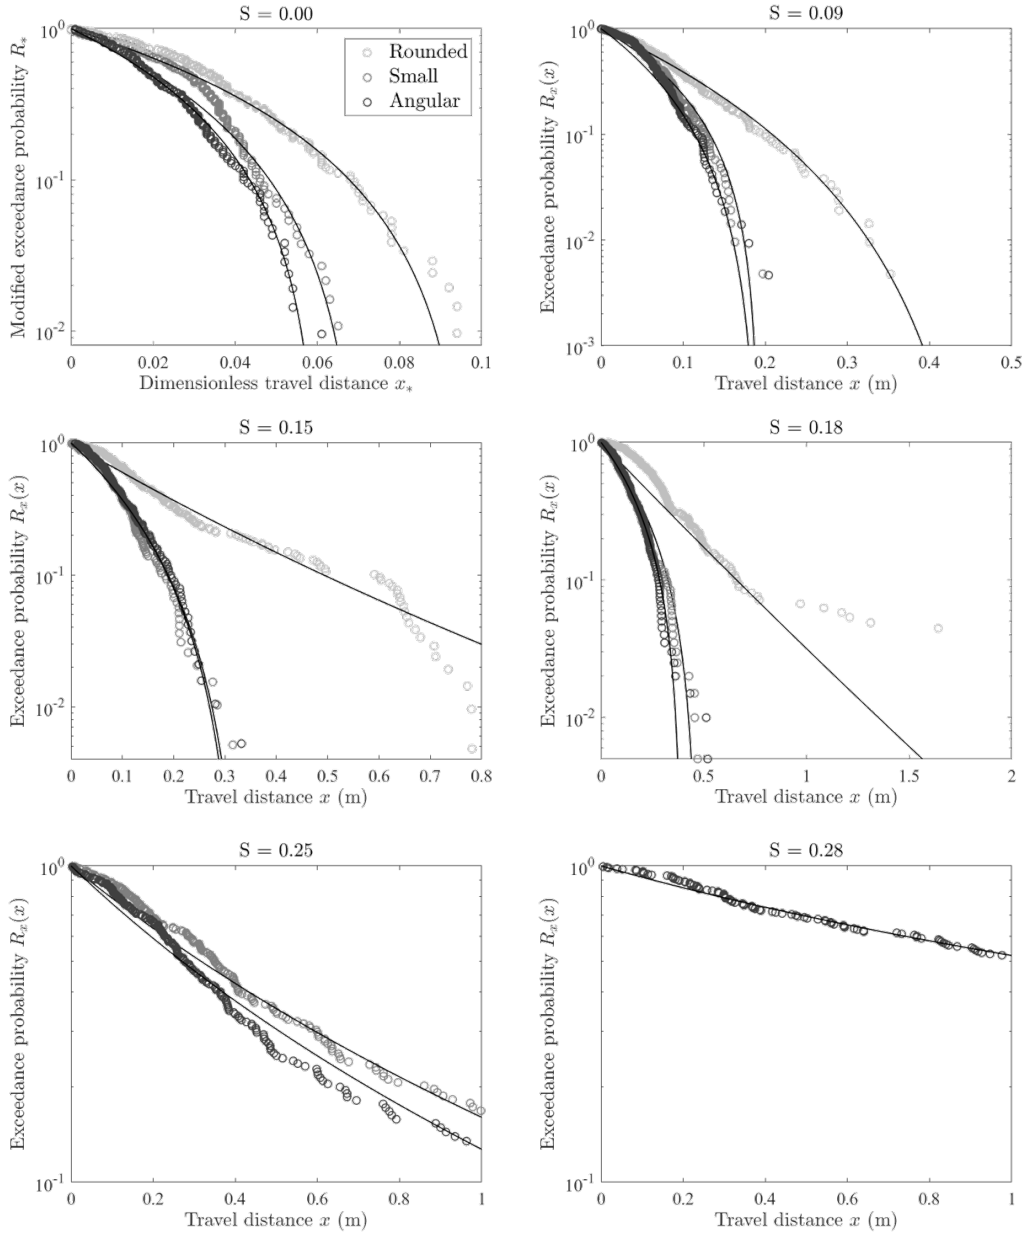 S = 0.00
10^0
10^-1
10^-2
Modified exceedance probability R_*
Rounded
Small
Angular
0
0.02
0.04
0.06
0.08
0.1
Dimensionless travel distance x_*
S = 0.09
10^0
10^-1
10^-2
10^-3
Exceedance probability R_x(x)
0
0.1
0.2
0.3
0.4
0.5
Travel distance x (m)
S = 0.15
10^0
10^-1
10^-2
Exceedance probability R_x(x)
0
0.1
0.2
0.3
0.4
0.5
0.6
0.7
0.8
Travel distance x (m)
S = 0.18
10^0
10^-1
10^-2
Exceedance probability R_x(x)
0
0.5
1
1.5
2
Travel distance x (m)
S = 0.25
10^0
10^-1
Exceedance probability R_x(x)
0
0.2
0.4
0.6
0.8
1
Travel distance x (m)
S = 0.28
10^0
10^-1
Exceedance probability R_x(x)
0
0.2
0.4
0.6
0.8
1
Travel distance x (m)